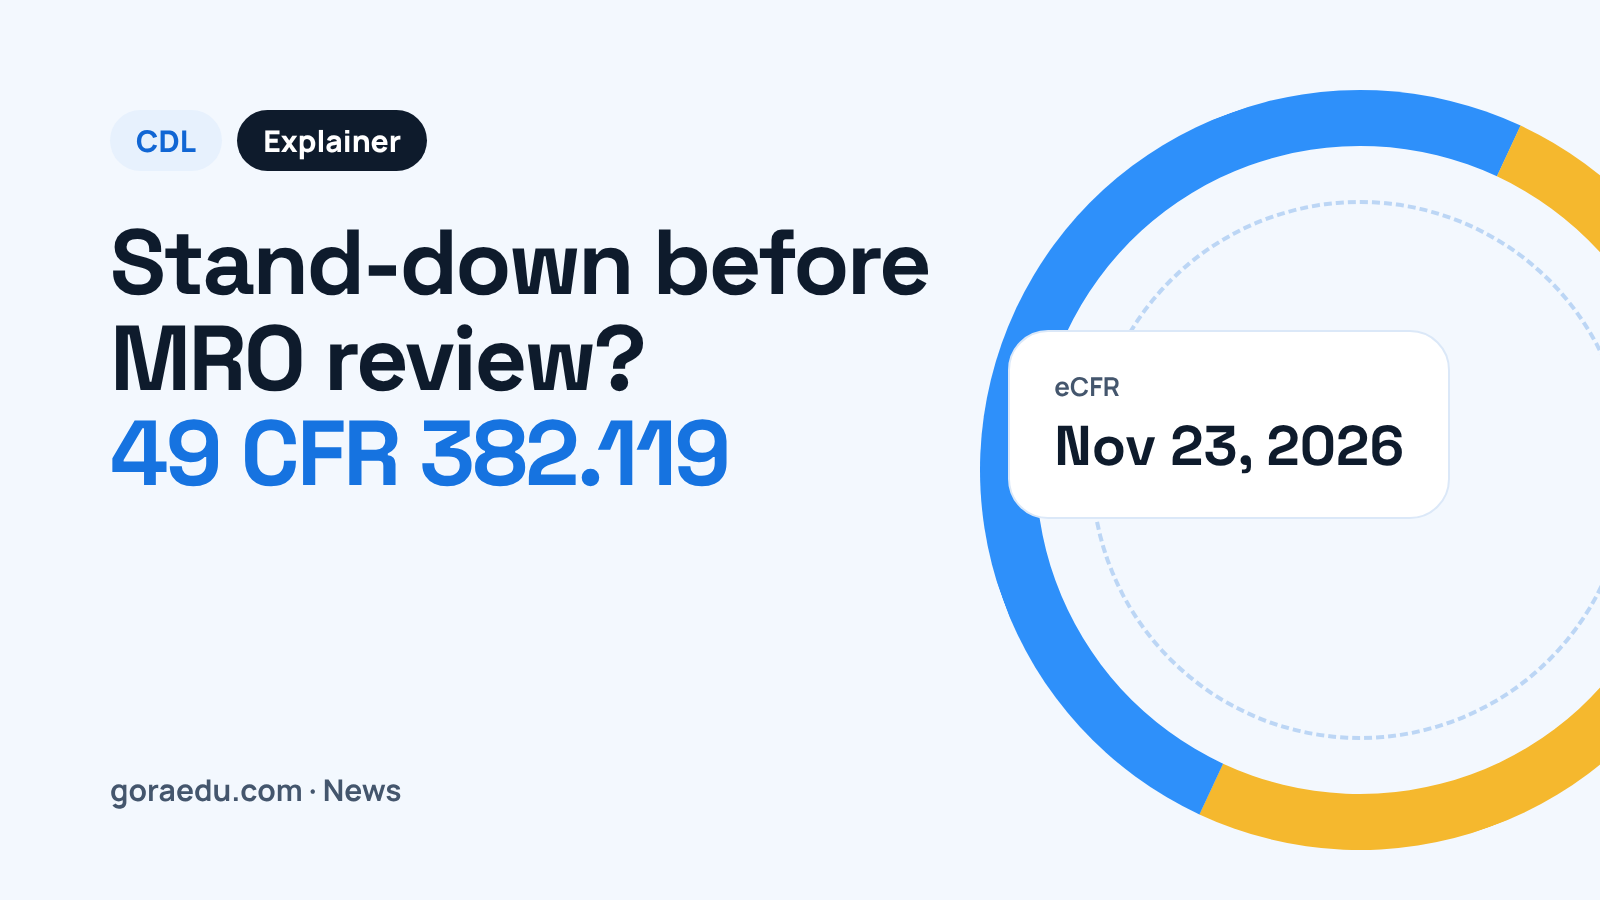 CDL
Explainer
Stand-down before
MRO review?
49 CFR 382.119
eCFR
Nov 23, 2026
goraedu.com · News